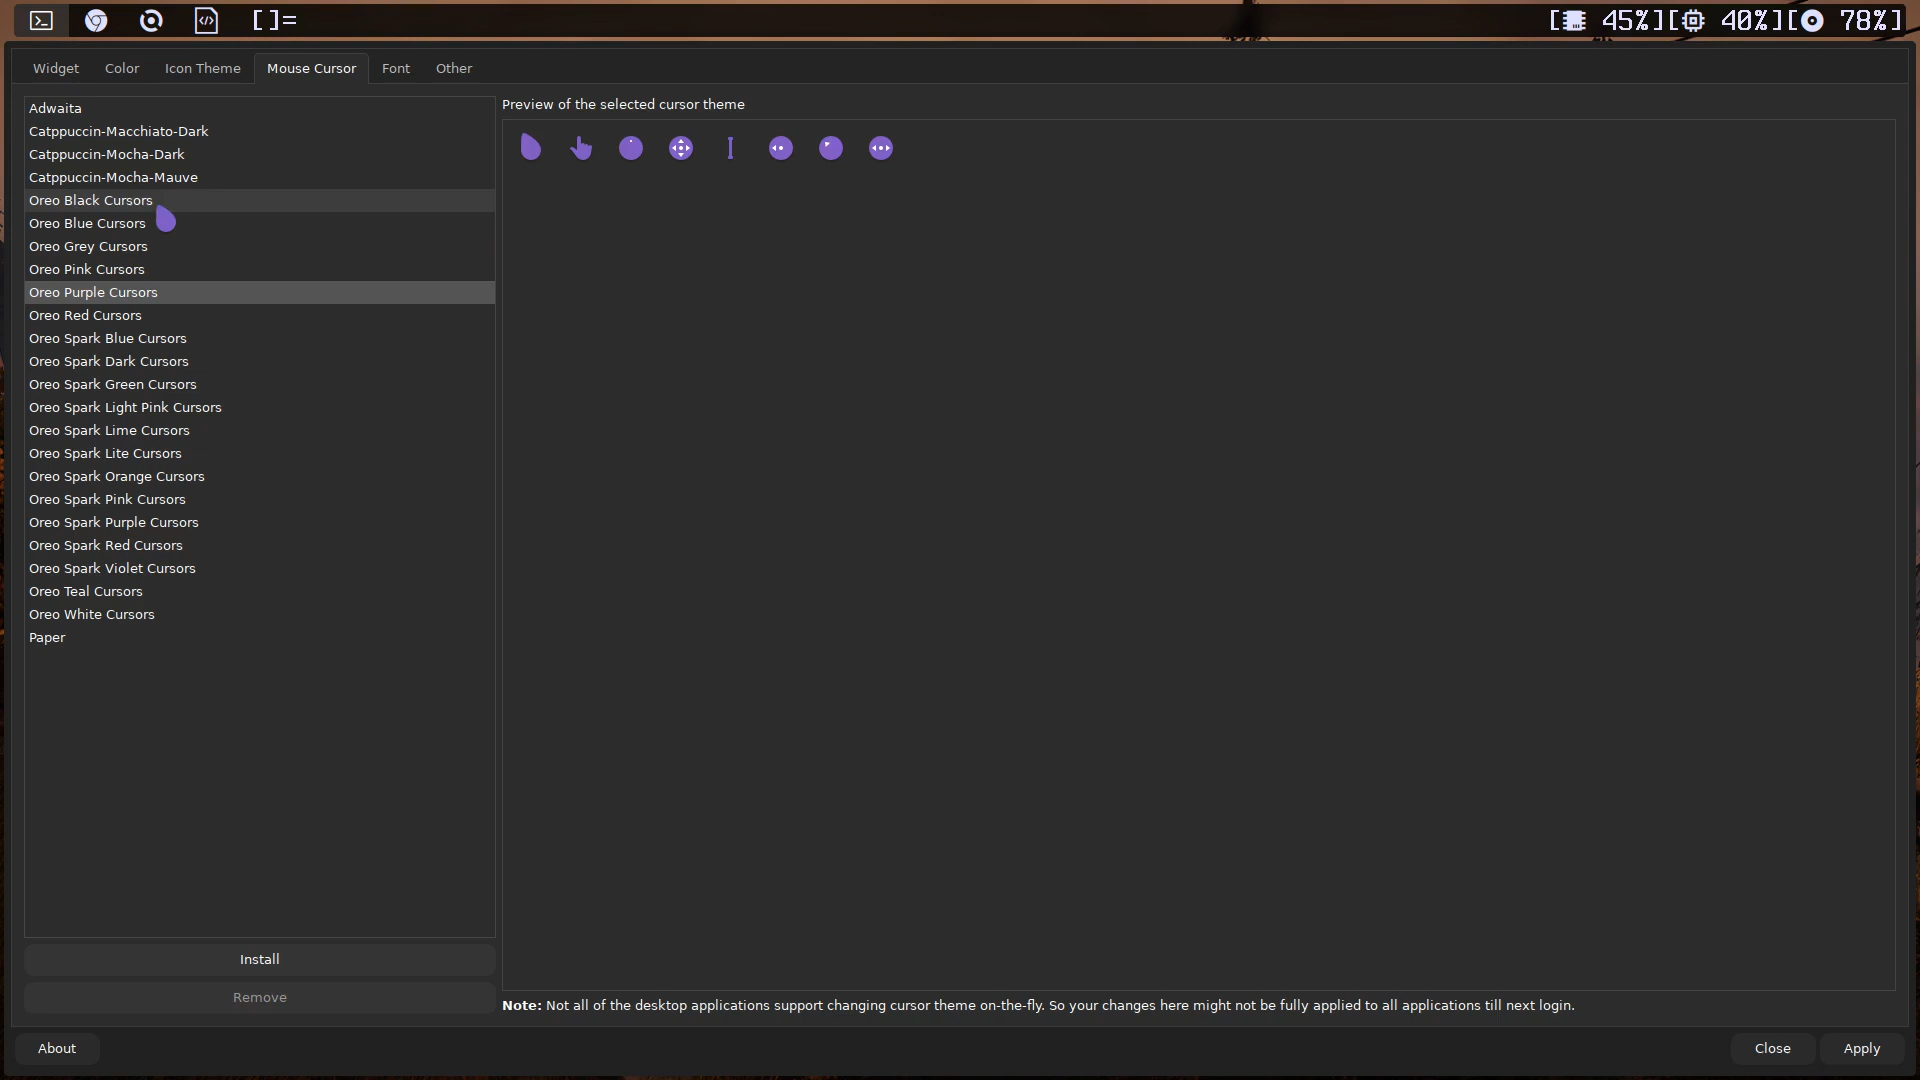 []=
[ 45%][ 40%][ 78%]
Widget Color Icon Theme Mouse Cursor Font Other
Adwaita
Catppuccin-Macchiato-Dark
Catppuccin-Mocha-Dark
Catppuccin-Mocha-Mauve
Oreo Black Cursors
Oreo Blue Cursors
Oreo Grey Cursors
Oreo Pink Cursors
Oreo Purple Cursors
Oreo Red Cursors
Oreo Spark Blue Cursors
Oreo Spark Dark Cursors
Oreo Spark Green Cursors
Oreo Spark Light Pink Cursors
Oreo Spark Lime Cursors
Oreo Spark Lite Cursors
Oreo Spark Orange Cursors
Oreo Spark Pink Cursors
Oreo Spark Purple Cursors
Oreo Spark Red Cursors
Oreo Spark Violet Cursors
Oreo Teal Cursors
Oreo White Cursors
Paper
Install
Remove
Preview of the selected cursor theme
Note: Not all of the desktop applications support changing cursor theme on-the-fly. So your changes here might not be fully applied to all applications till next login.
About
Close
Apply